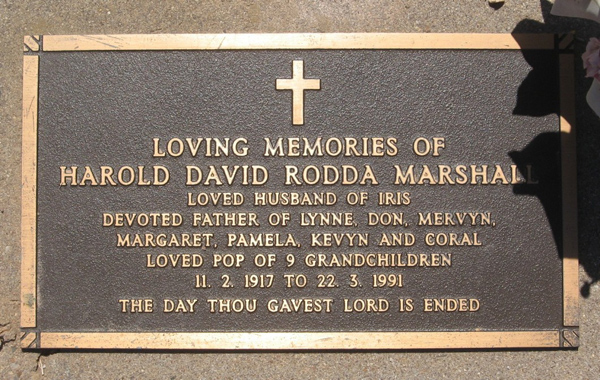 LOVING MEMORIES OF
HAROLD DAVID RODDA MARSHALL
LOVED HUSBAND OF IRIS
DEVOTED FATHER OF LYNNE, DON, MERVYN,
MARGARET, PAMELA, KEVYN AND CORAL
LOVED POP OF 9 GRANDCHILDREN
11. 2. 1917 TO 22. 3. 1991
THE DAY THOU GAVEST LORD IS ENDED